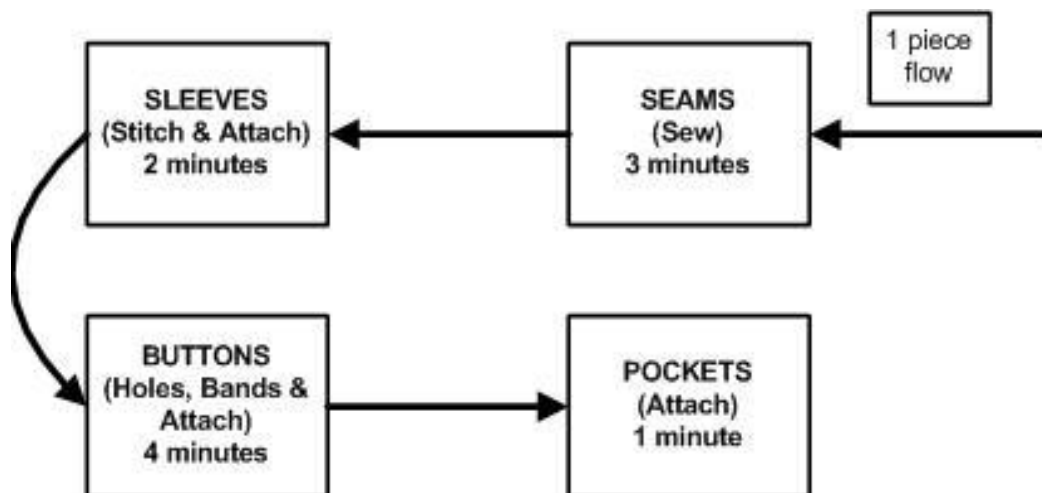 1 piece
flow
SEAMS
(Sew)
3 minutes
SLEEVES
(Stitch & Attach)
2 minutes
BUTTONS
(Holes, Bands &
Attach)
4 minutes
POCKETS
(Attach)
1 minute